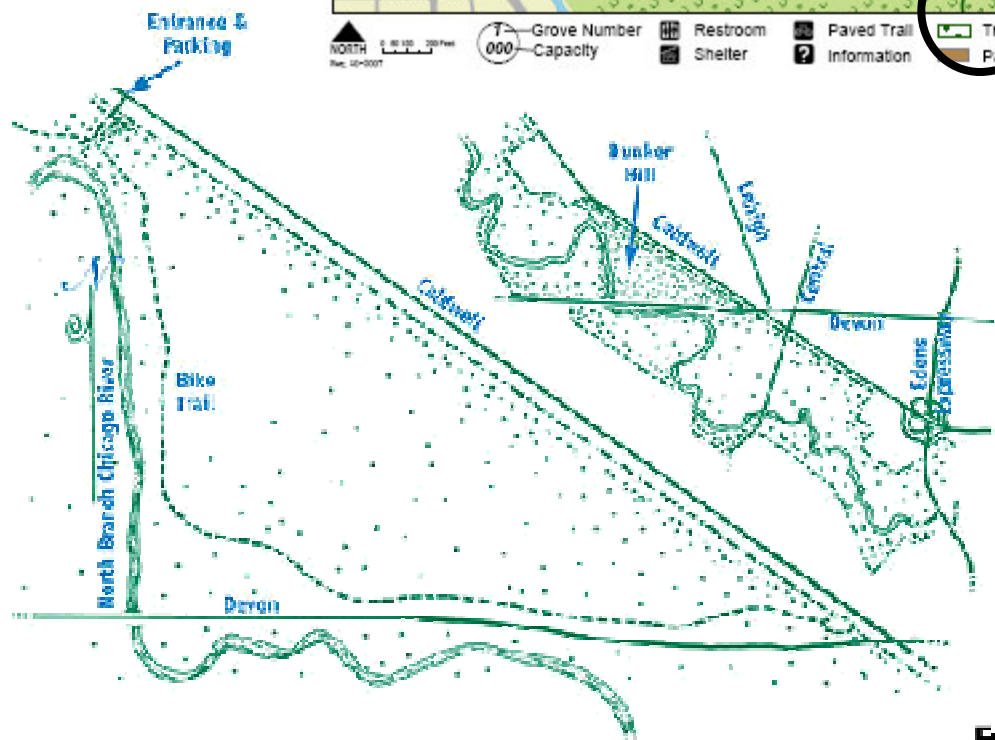 NORTH
T
000
Grove Number
Capacity
Restroom
Shelter
Paved Trail
Information
?
Entrance &
Parking
Bunker
Hill
Lehigh
Caldwell
Central
Devon
Edens
Expressway
Caldwell
Bike
Trail
North Branch Chicago River
Devon